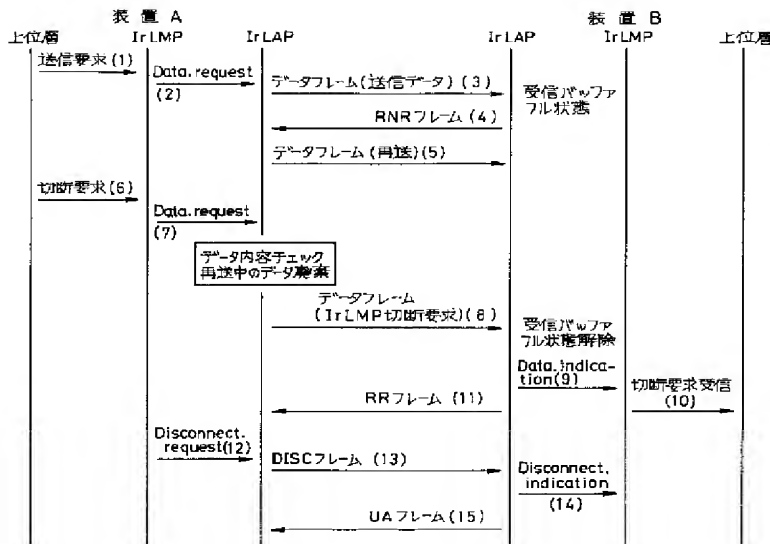 装置A
装置B
上位層 IrLMP IrLAP IrLAP IrLMP 上位層
送信要求(1)
Data.request
(2)
データフレーム(送信データ)(3)
受信バッファ
フル状態
RNRフレーム(4)
データフレーム(再送)(5)
切断要求(6)
Data.request
(7)
データ内容チェック
再送中のデータ廃棄
データフレーム
(IrLMP切断要求)(8)
受信バッファ
フル状態解除
Data.indica-
tion(9)
切断要求受信
(10)
RRフレーム(11)
Disconnect.
request(12)
DISCフレーム(13)
Disconnect.
indication
(14)
UAフレーム(15)